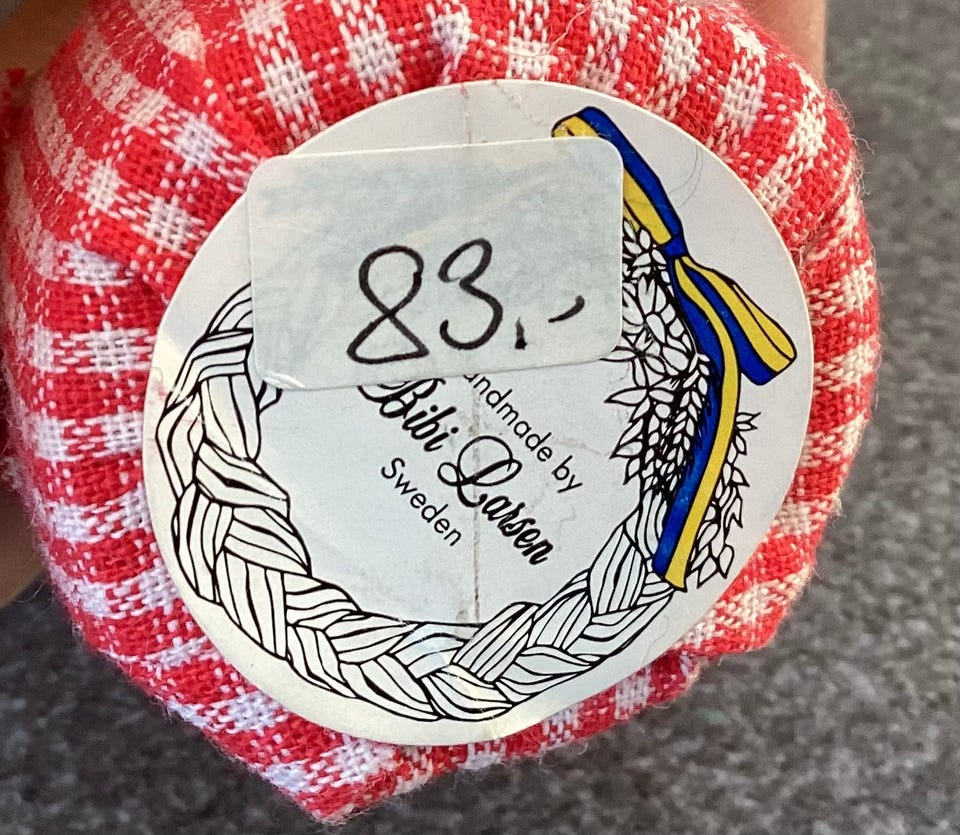 83.-
andmade by
Bibi Larsen
Sweden